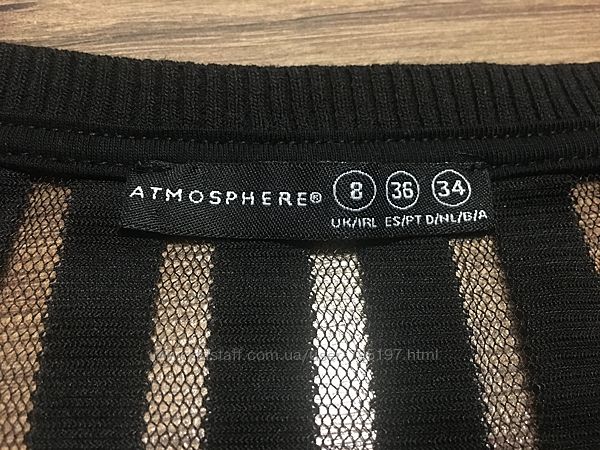 ATMOSPHERE® 8 36 34
UK/IRL ES/PT D/NL/B/A